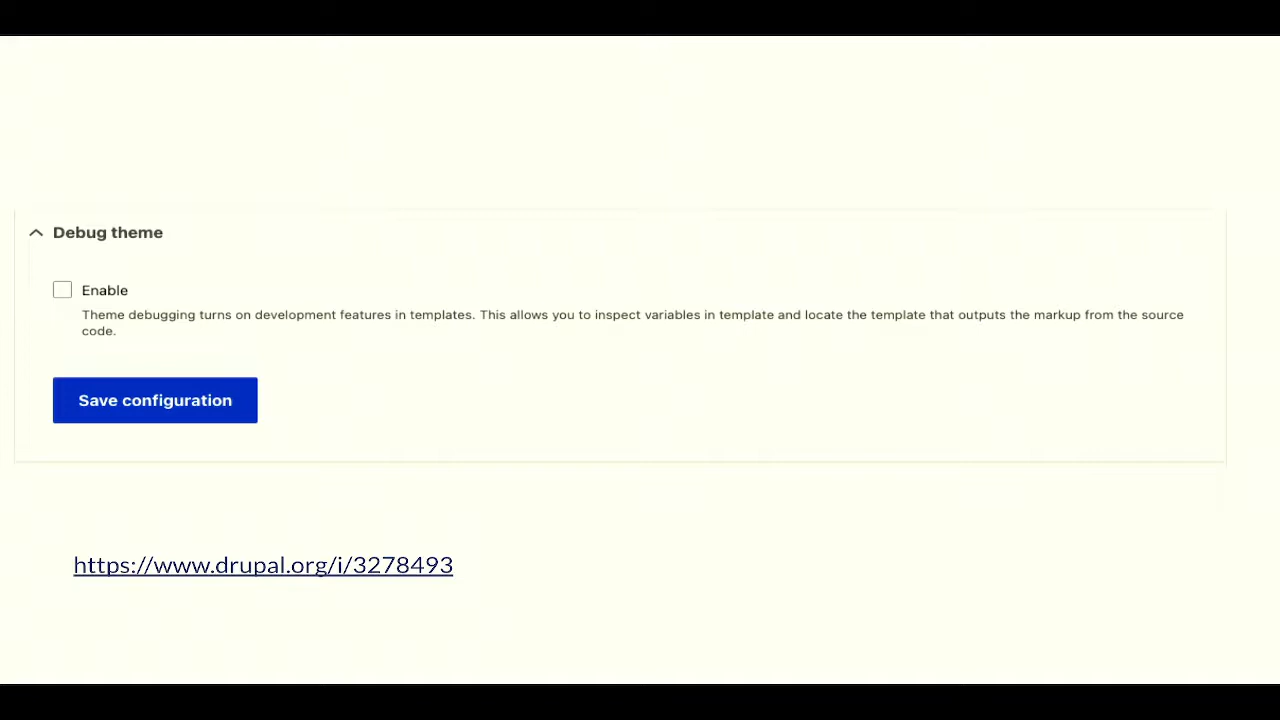 Debug theme
Enable
Theme debugging turns on development features in templates. This allows you to inspect variables in template and locate the template that outputs the markup from the source
code.
Save configuration
https://www.drupal.org/i/3278493